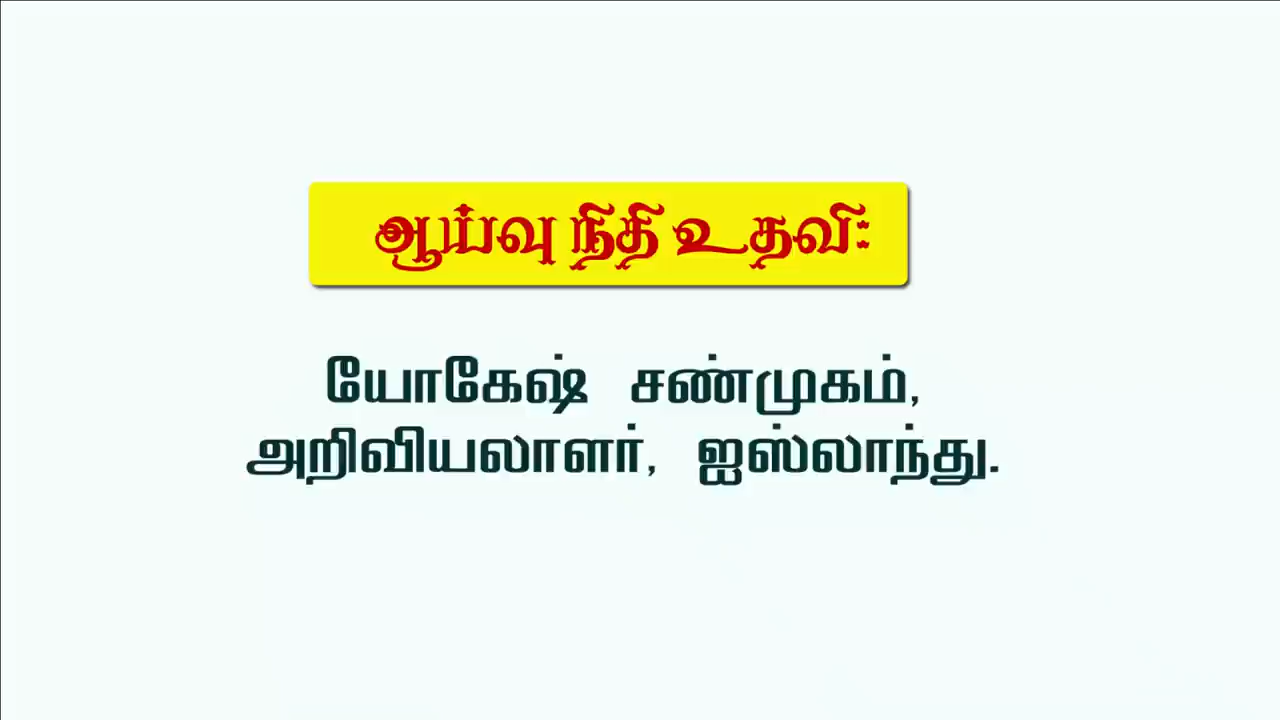 ஆய்வு நிதி உதவி:
யோகேஷ் சண்முகம்,
அறிவியலாளர், ஐஸ்லாந்து.